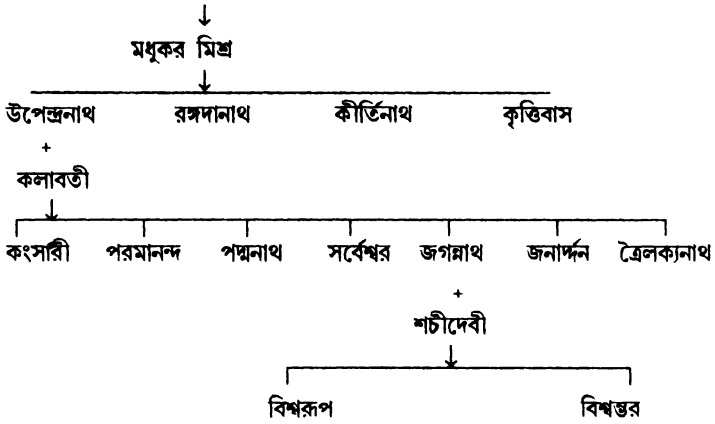 মধুকর মিশ্র
উপেন্দ্রনাথ রঙ্গদানাথ কীর্তিনাথ কৃত্তিবাস
+
কলাবতী
কংসারী পরমানন্দ পদ্মনাথ সর্বেশ্বর জগন্নাথ জনার্দ্দন ত্রৈলক্যনাথ
+
শচীদেবী
বিশ্বরূপ বিশ্বম্ভর